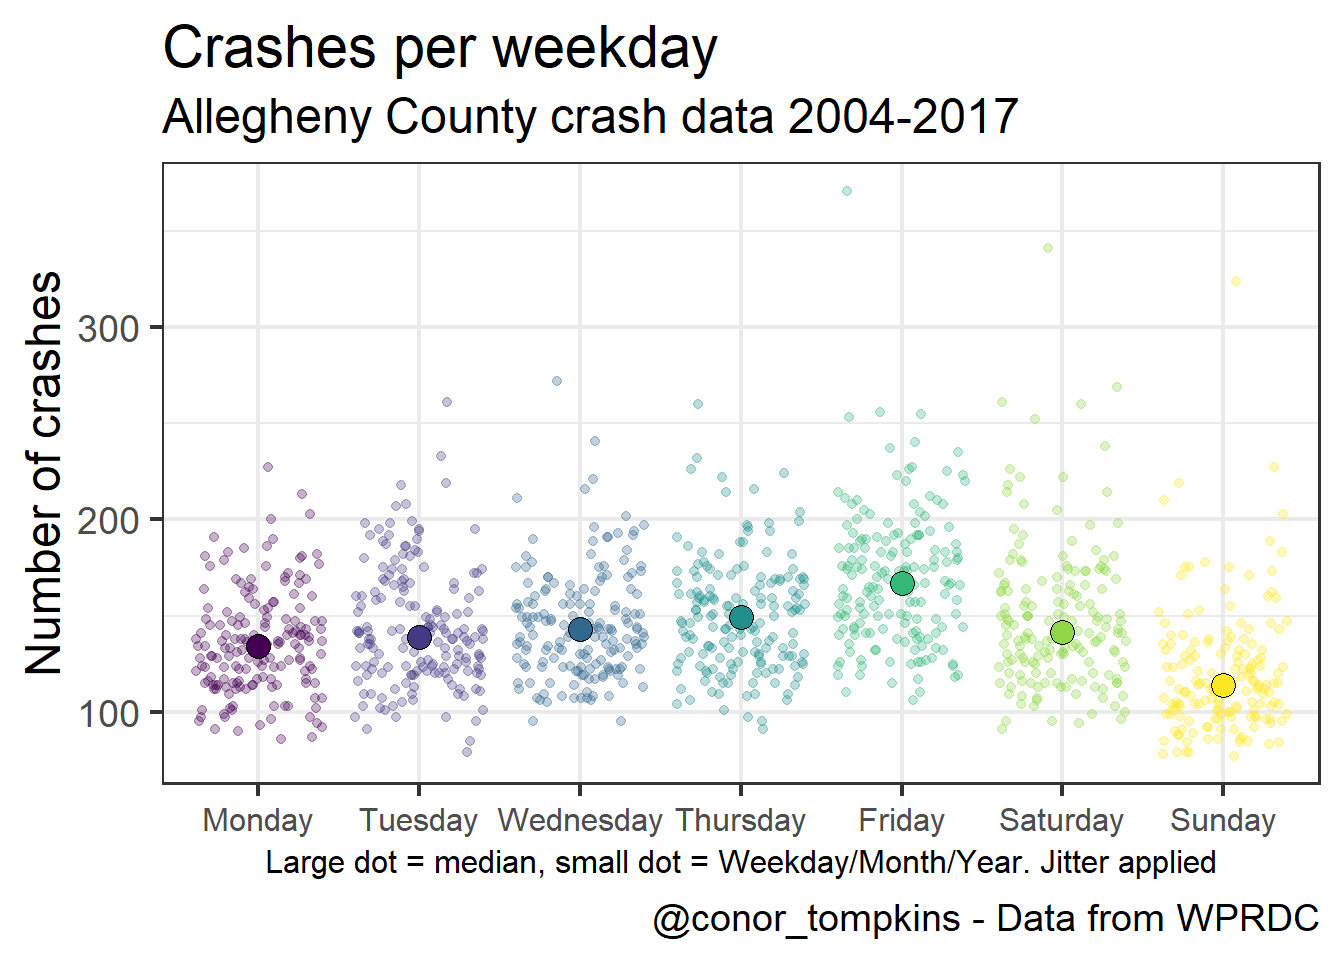 Crashes per weekday
Allegheny County crash data 2004-2017
Number of crashes
300
200
100
Monday Tuesday Wednesday Thursday Friday Saturday Sunday
Large dot = median, small dot = Weekday/Month/Year. Jitter applied
@conor_tompkins - Data from WPRDC